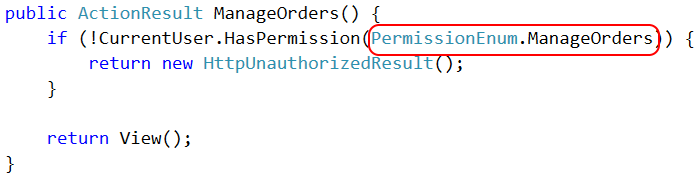 public ActionResult ManageOrders() {
    if (!CurrentUser.HasPermission(PermissionEnum.ManageOrders)) {
        return new HttpUnauthorizedResult();
    }

    return View();
}